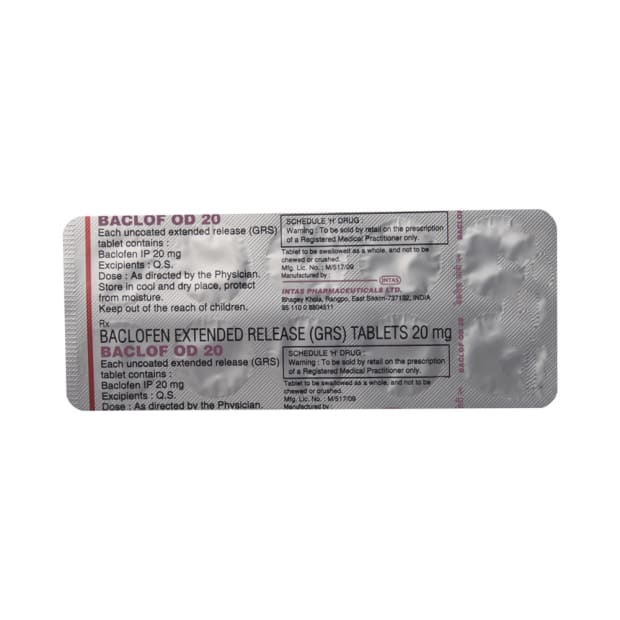 BACLOF OD 20
Each uncoated extended release (GRS)
tablet contains :
Baclofen IP 20 mg
Excipients : Q.S.
Dose : As directed by the Physician.
Store in cool and dry place, protect
from moisture.
Keep out of the reach of children.
SCHEDULE 'H' DRUG :
Warning : To be sold by retail on the prescription
of a Registered Medical Practitioner only.
Tablet to be swallowed as a whole, and not to be
chewed or crushed.
Mfg. Lic. No. : M/517/09
Manufactured by
INTAS
INTAS PHARMACEUTICALS LTD.
Bhagey Khola, Rangpo, East Sikkim-737132, INDIA
85 110 0 8804511
Rx
BACLOFEN EXTENDED RELEASE (GRS) TABLETS 20 mg
BACLOF OD 20
Each uncoated extended release (GRS)
tablet contains :
Baclofen IP 20 mg
Excipients : Q.S.
Dose : As directed by the Physician.
SCHEDULE 'H' DRUG :
Warning : To be sold by retail on the prescription
of a Registered Medical Practitioner only.
Tablet to be swallowed as a whole, and not to be
chewed or crushed.
Mfg. Lic. No. : M/517/09
Manufactured by
BACLOF OD 20